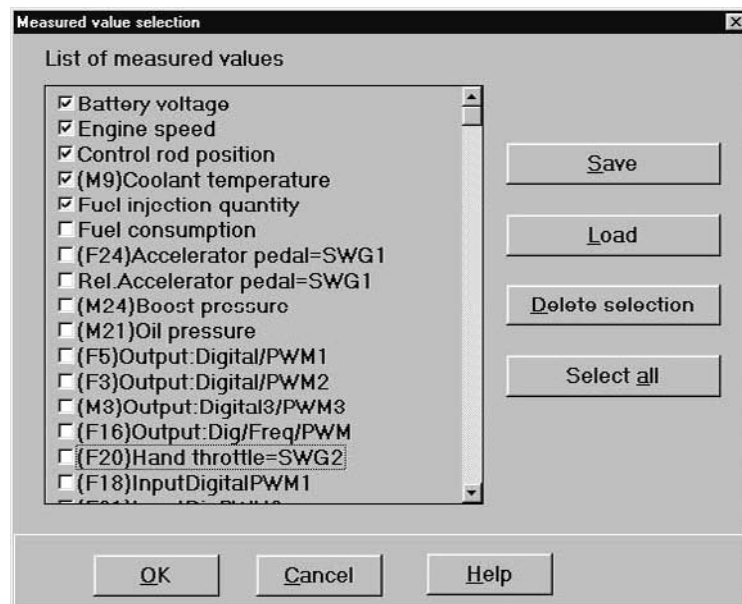 Measured value selection
List of measured values
Battery voltage
Engine speed
Control rod position
(M9)Coolant temperature
Fuel injection quantity
Fuel consumption
(F24)Accelerator pedal=SWG1
Rel.Accelerator pedal=SWG1
(M24)Boost pressure
(M21)Oil pressure
(F5)Output:Digital/PWM1
(F3)Output:Digital/PWM2
(M3)Output:Digital3/PWM3
(F16)Output:Dig/Freq/PWM
(F20)Hand throttle=SWG2
(F18)InputDigitalPWM1
Save
Load
Delete selection
Select all
OK
Cancel
Help